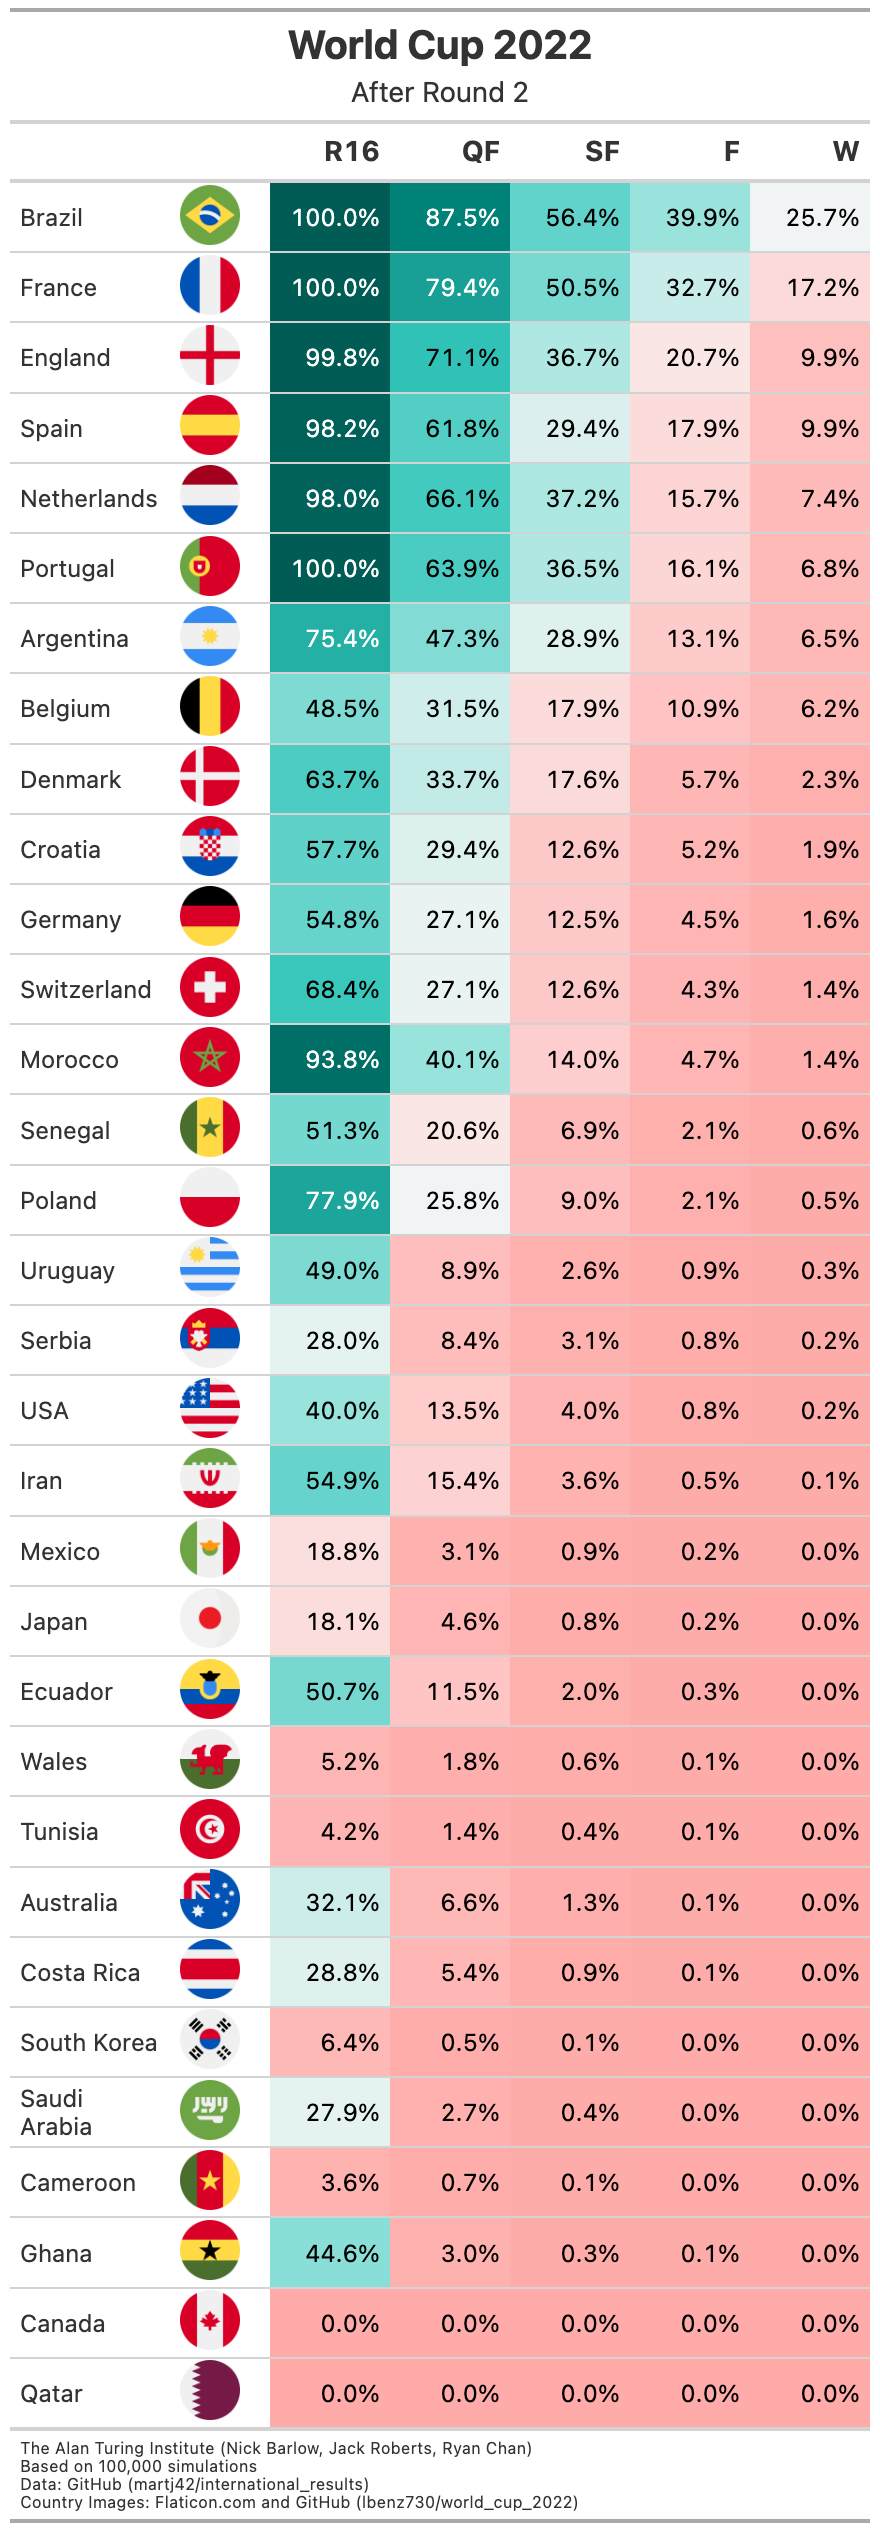 World Cup 2022
After Round 2
R16 QF SF F W
Brazil 100.0% 87.5% 56.4% 39.9% 25.7%
France 100.0% 79.4% 50.5% 32.7% 17.2%
England 99.8% 71.1% 36.7% 20.7% 9.9%
Spain 98.2% 61.8% 29.4% 17.9% 9.9%
Netherlands 98.0% 66.1% 37.2% 15.7% 7.4%
Portugal 100.0% 63.9% 36.5% 16.1% 6.8%
Argentina 75.4% 47.3% 28.9% 13.1% 6.5%
Belgium 48.5% 31.5% 17.9% 10.9% 6.2%
Denmark 63.7% 33.7% 17.6% 5.7% 2.3%
Croatia 57.7% 29.4% 12.6% 5.2% 1.9%
Germany 54.8% 27.1% 12.5% 4.5% 1.6%
Switzerland 68.4% 27.1% 12.6% 4.3% 1.4%
Morocco 93.8% 40.1% 14.0% 4.7% 1.4%
Senegal 51.3% 20.6% 6.9% 2.1% 0.6%
Poland 77.9% 25.8% 9.0% 2.1% 0.5%
Uruguay 49.0% 8.9% 2.6% 0.9% 0.3%
Serbia 28.0% 8.4% 3.1% 0.8% 0.2%
USA 40.0% 13.5% 4.0% 0.8% 0.2%
Iran 54.9% 15.4% 3.6% 0.5% 0.1%
Mexico 18.8% 3.1% 0.9% 0.2% 0.0%
Japan 18.1% 4.6% 0.8% 0.2% 0.0%
Ecuador 50.7% 11.5% 2.0% 0.3% 0.0%
Wales 5.2% 1.8% 0.6% 0.1% 0.0%
Tunisia 4.2% 1.4% 0.4% 0.1% 0.0%
Australia 32.1% 6.6% 1.3% 0.1% 0.0%
Costa Rica 28.8% 5.4% 0.9% 0.1% 0.0%
South Korea 6.4% 0.5% 0.1% 0.0% 0.0%
Saudi
Arabia 27.9% 2.7% 0.4% 0.0% 0.0%
Cameroon 3.6% 0.7% 0.1% 0.0% 0.0%
Ghana 44.6% 3.0% 0.3% 0.1% 0.0%
Canada 0.0% 0.0% 0.0% 0.0% 0.0%
Qatar 0.0% 0.0% 0.0% 0.0% 0.0%
The Alan Turing Institute (Nick Barlow, Jack Roberts, Ryan Chan)
Based on 100,000 simulations
Data: GitHub (martj42/international_results)
Country Images: Flaticon.com and GitHub (lbenz730/world_cup_2022)